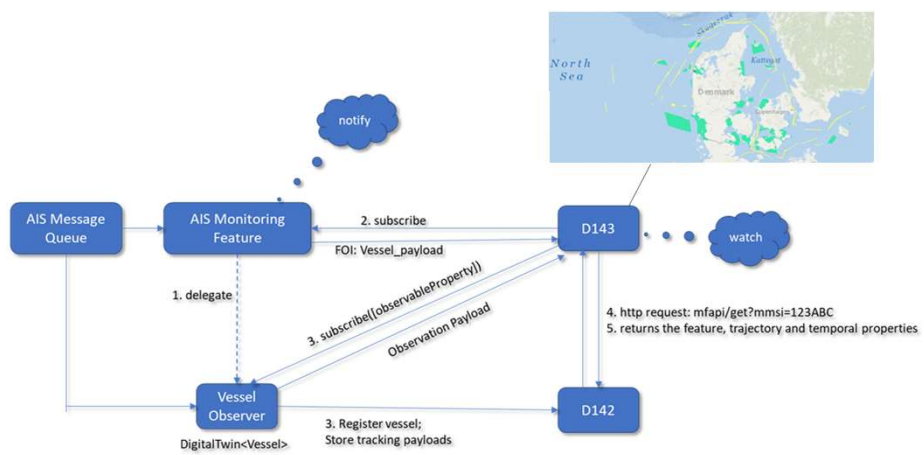 Skagerrak
North
Sea
Kattegat
Denmark
Copenhagen
notify
AIS Message
Queue
AIS Monitoring
Feature
2. subscribe
D143
watch
FOI: Vessel_payload
1. delegate
3. subscribe([observableProperty])
Observation Payload
4. http request: mfapi/get?mmsi=123ABC
5. returns the feature, trajectory and temporal properties
Vessel
Observer
D142
3. Register vessel;
Store tracking payloads
DigitalTwin<Vessel>